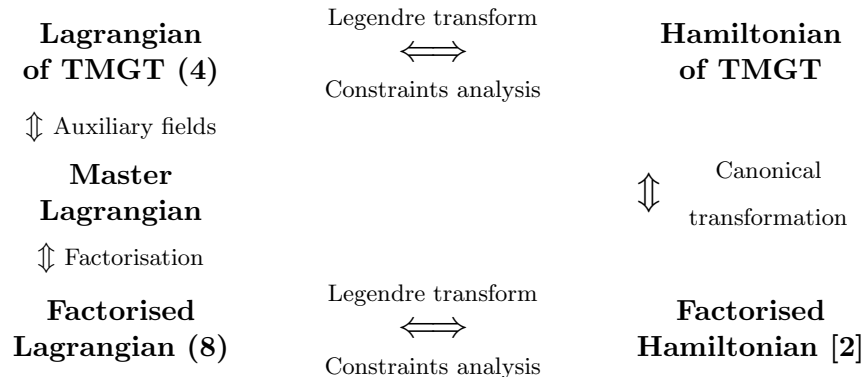 Lagrangian
of TMGT (4)
Legendre transform
⟺
Constraints analysis
Hamiltonian
of TMGT
⇕ Auxiliary fields
Master
Lagrangian
⇕
Canonical
transformation
⇕ Factorisation
Factorised
Lagrangian (8)
Legendre transform
⟺
Constraints analysis
Factorised
Hamiltonian [2]